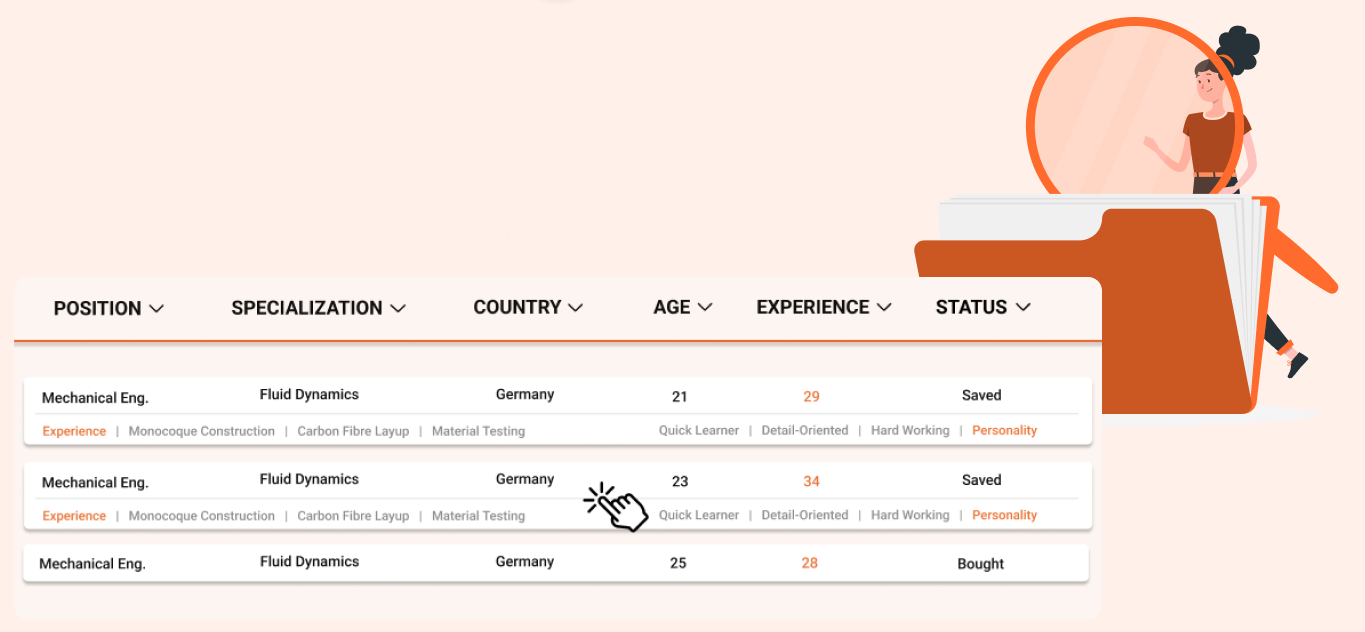 POSITION SPECIALIZATION COUNTRY AGE EXPERIENCE STATUS
Mechanical Eng. Fluid Dynamics Germany 21 29 Saved
Experience | Monocoque Construction | Carbon Fibre Layup | Material Testing Quick Learner | Detail-Oriented | Hard Working | Personality
Mechanical Eng. Fluid Dynamics Germany 23 34 Saved
Experience | Monocoque Construction | Carbon Fibre Layup | Material Testing Quick Learner | Detail-Oriented | Hard Working | Personality
Mechanical Eng. Fluid Dynamics Germany 25 28 Bought